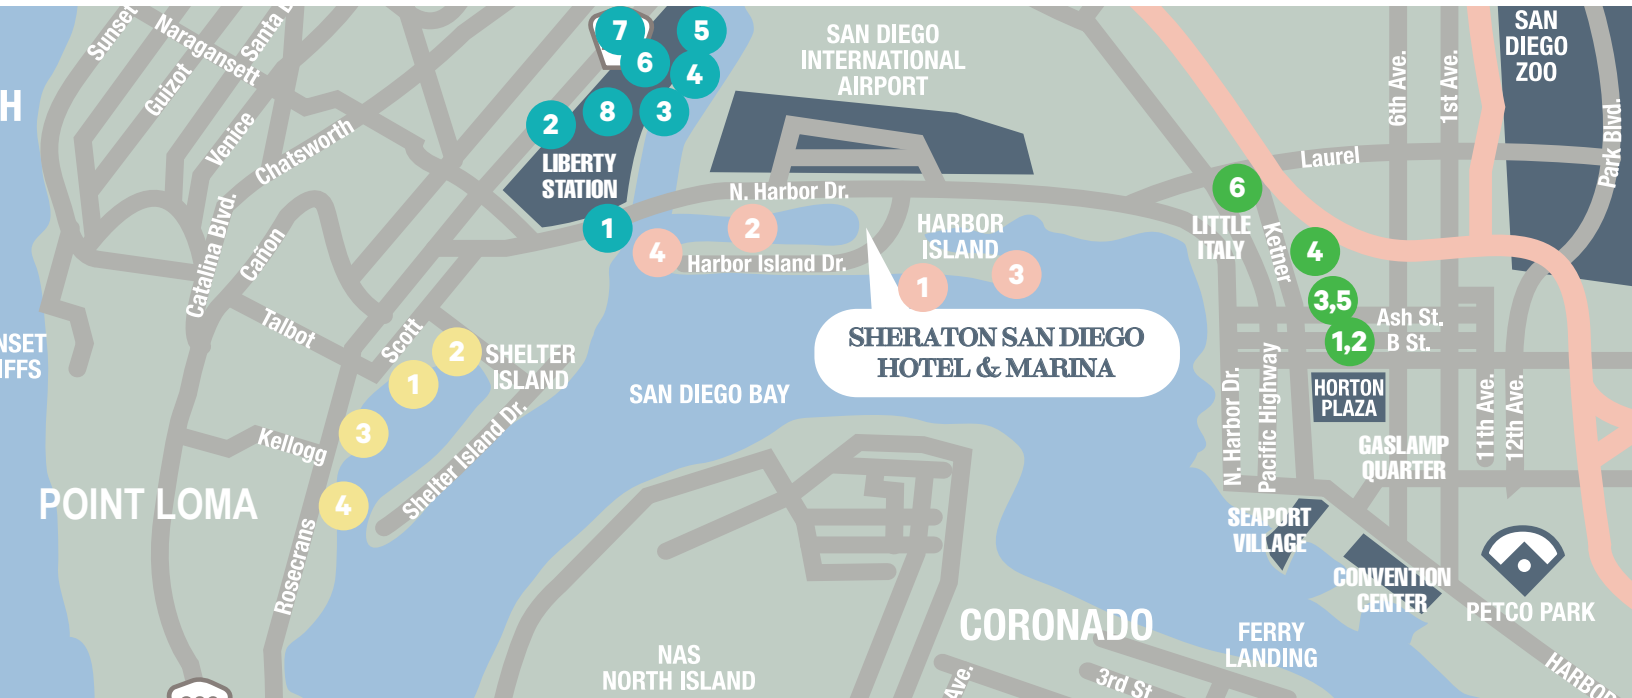 Sunset
Naragansett
Guizot
Venice
Chatsworth
Catalina Blvd.
Cañon
Talbot
Scott
Kellogg
Rosecrans
POINT LOMA
7
5
6
4
8
3
2
LIBERTY
STATION
1
SAN DIEGO
INTERNATIONAL
AIRPORT
N. Harbor Dr.
2
4
Harbor Island Dr.
HARBOR
ISLAND
1
3
SHERATON SAN DIEGO
HOTEL & MARINA
2
SHELTER
ISLAND
1
3
4
Shelter Island Dr.
SAN DIEGO BAY
NAS
NORTH ISLAND
CORONADO
Ave.
3rd St
FERRY
LANDING
SAN
DIEGO
ZOO
6th Ave.
1st Ave.
Park Blvd.
Laurel
6
LITTLE
ITALY
Ketner
4
3,5
Ash St.
1,2
B St.
HORTON
PLAZA
N. Harbor Dr.
Pacific Highway
11th Ave.
12th Ave.
GASLAMP
QUARTER
SEAPORT
VILLAGE
CONVENTION
CENTER
PETCO PARK
HARBOR